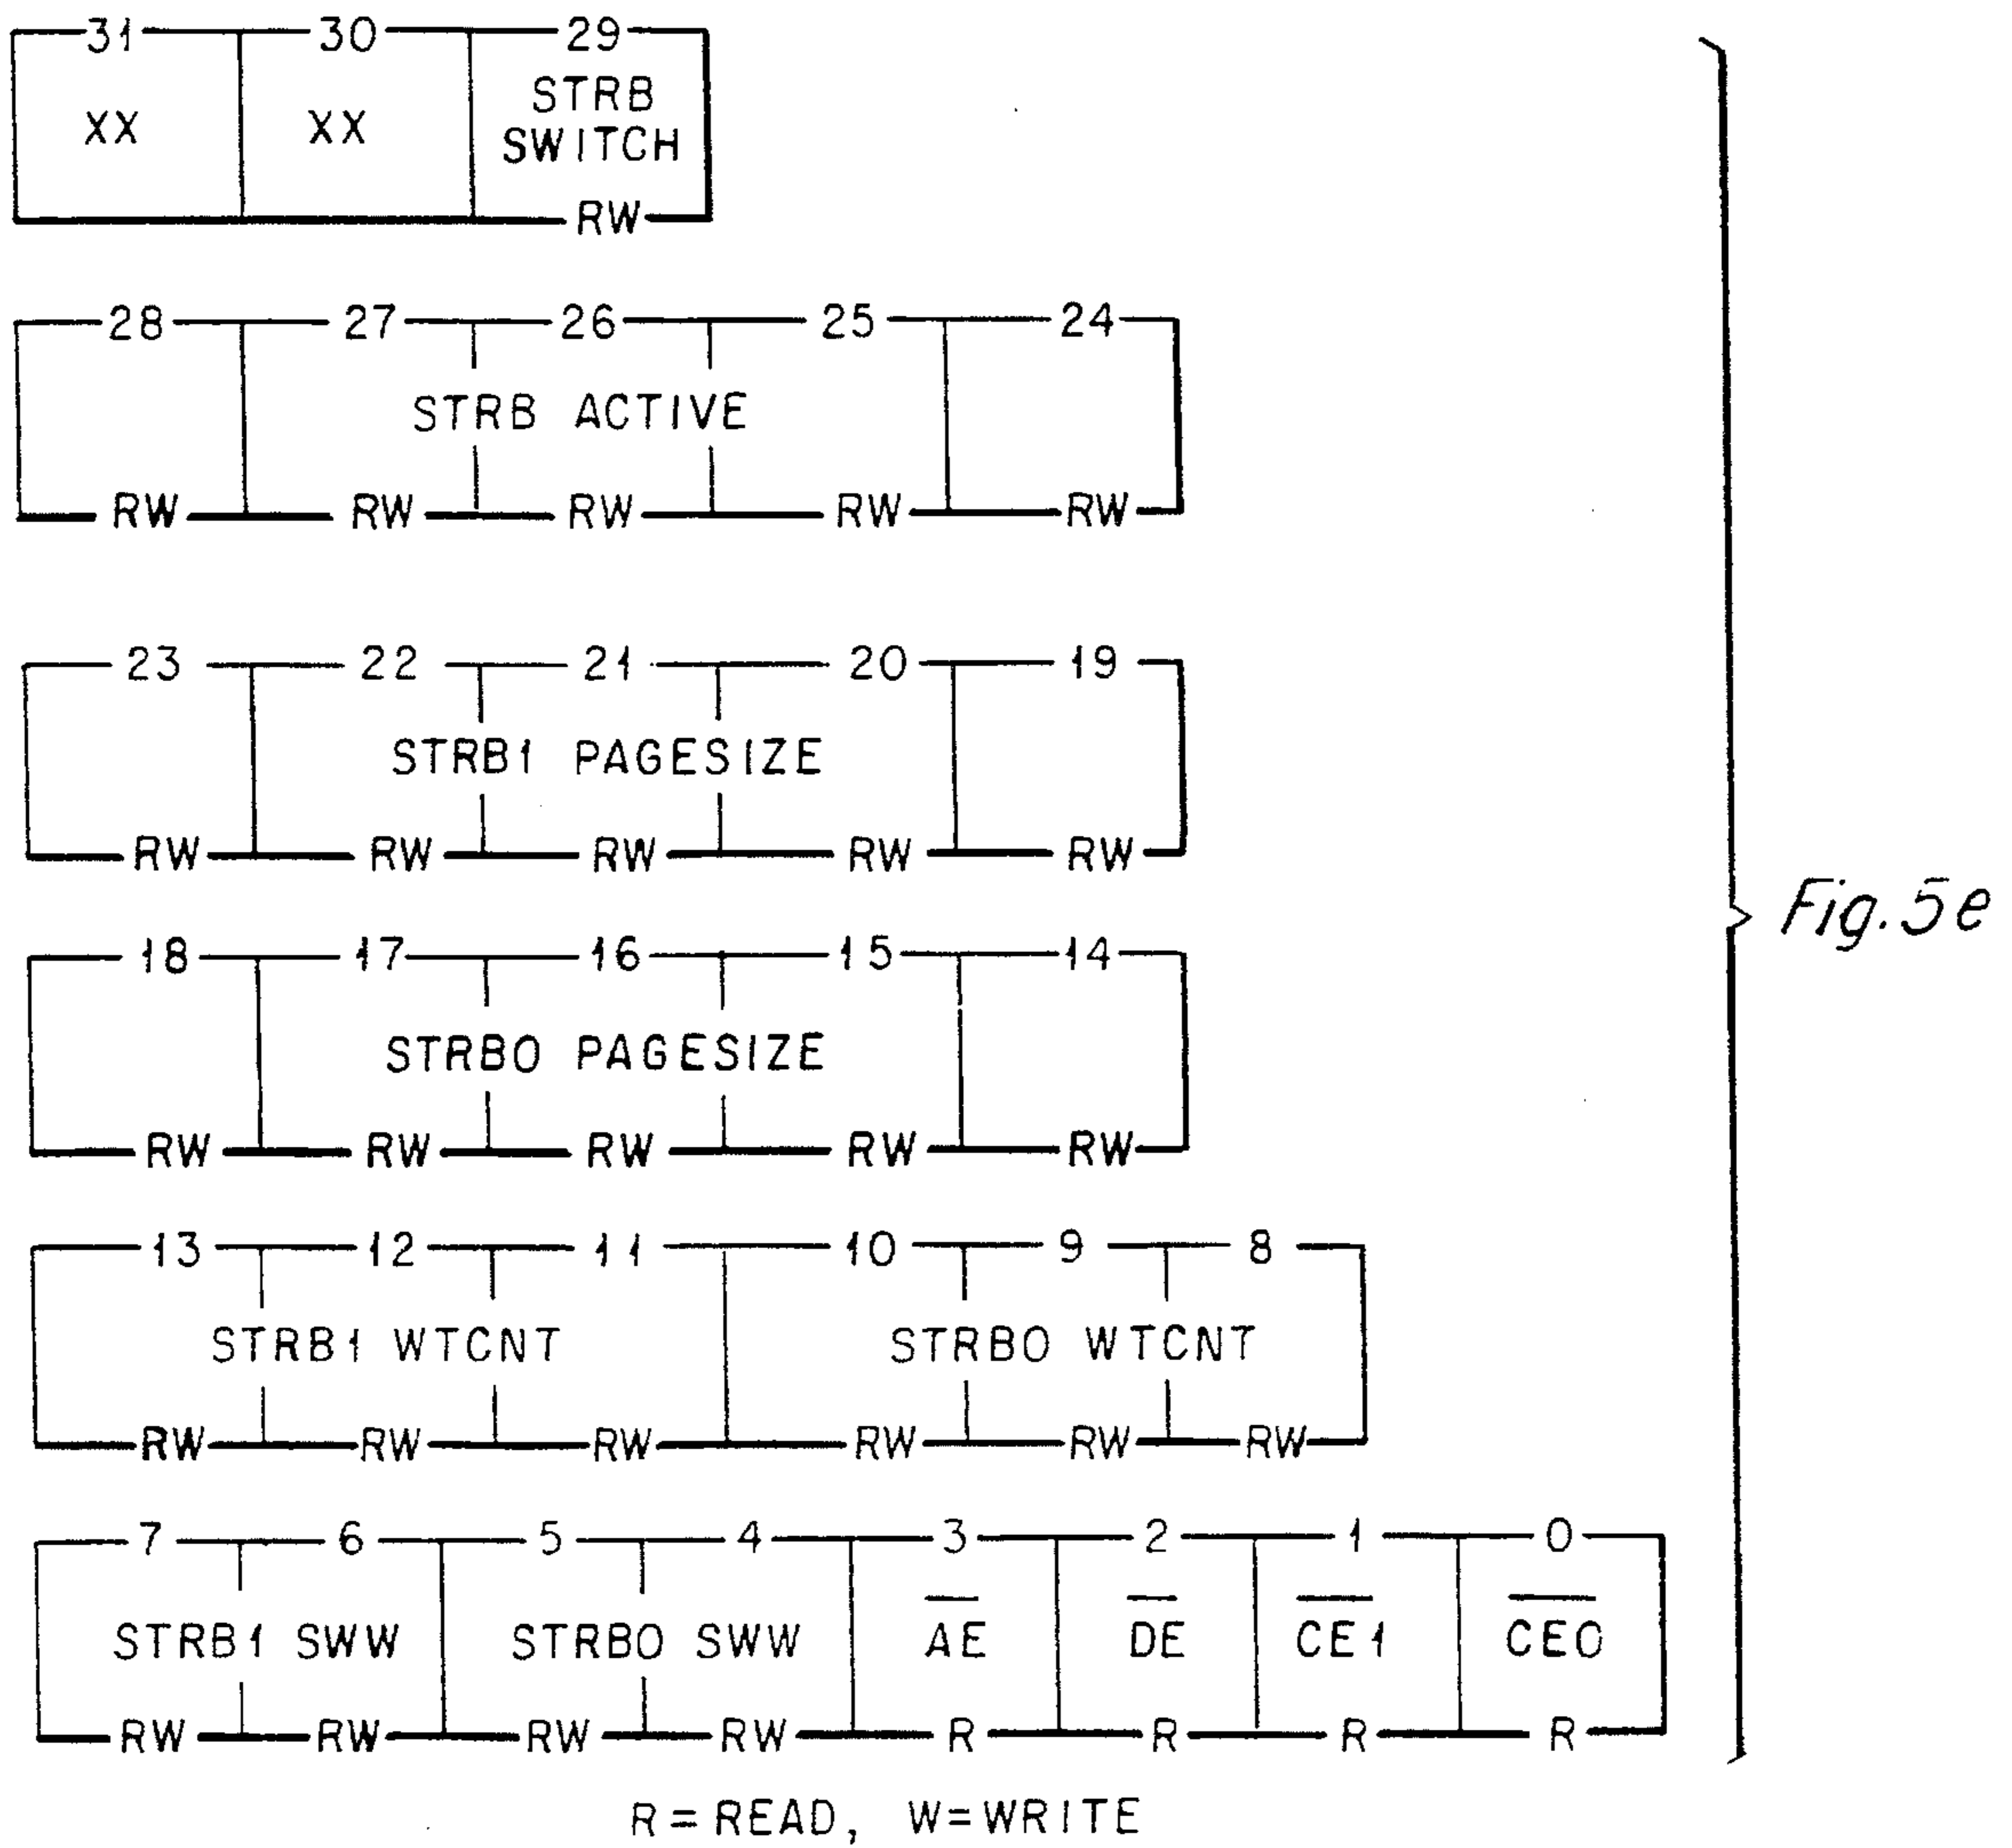 31 30 29
XX XX STRB
SWITCH
RW
28 27 26 25 24
STRB ACTIVE
RW RW RW RW RW
23 22 21 20 19
STRB1 PAGESIZE
RW RW RW RW RW
Fig. 5e
18 17 16 15 14
STRB0 PAGESIZE
RW RW RW RW RW
13 12 11 10 9 8
STRB1 WTCNT STRB0 WTCNT
RW RW RW RW RW RW
7 6 5 4 3 2 1 0
STRB1 SWW STRB0 SWW A̅E̅ D̅E̅ C̅E̅1̅ C̅E̅0̅
RW RW RW RW R R R R
R = READ, W=WRITE